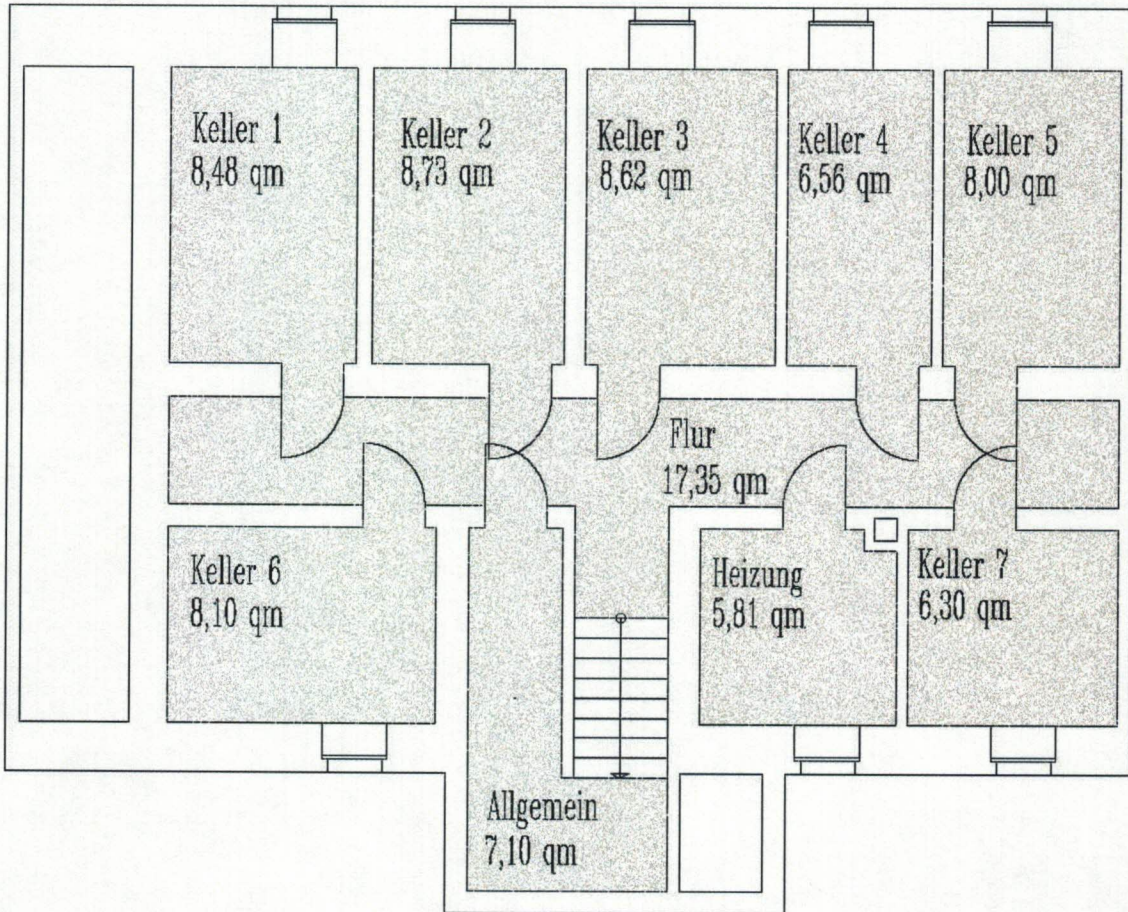 Keller 1
8,48 qm
Keller 2
8,73 qm
Keller 3
8,62 qm
Keller 4
6,56 qm
Keller 5
8,00 qm
Flur
17,35 qm
Keller 6
8,10 qm
Heizung
5,81 qm
Keller 7
6,30 qm
Allgemein
7,10 qm